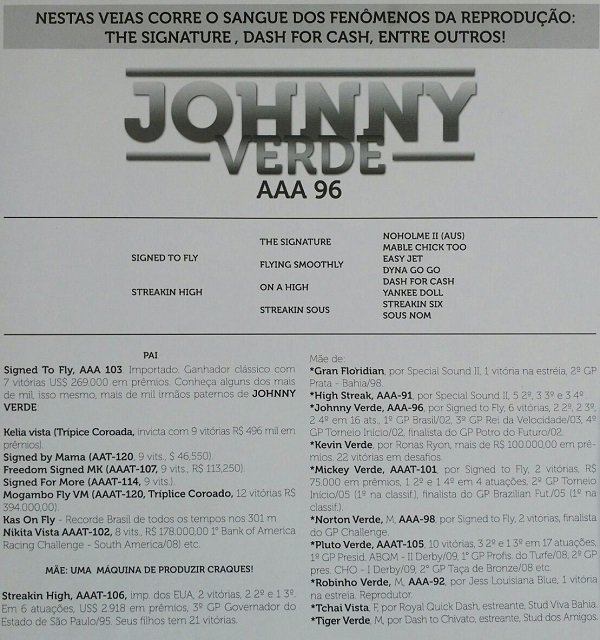 NESTAS VEIAS CORRE O SANGUE DOS FENÔMENOS DA REPRODUÇÃO:
THE SIGNATURE , DASH FOR CASH, ENTRE OUTROS!
JOHNNY
VERDE
AAA 96
SIGNED TO FLY
STREAKIN HIGH
THE SIGNATURE
FLYING SMOOTHLY
ON A HIGH
STREAKIN SOUS
NOHOLME II (AUS)
MABLE CHICK TOO
EASY JET
DYNA GO GO
DASH FOR CASH
YANKEE DOLL
STREAKIN SIX
SOUS NOM
PAI
Signed To Fly, AAA 103 Importado. Ganhador clássico com
7 vitórias US$ 269.000 em prêmios. Conheça alguns dos mais
de mil, isso mesmo, mais de mil irmãos paternos de JOHNNY
VERDE:
Kelia vista (Trípice Coroada, invicta com 9 vitórias R$ 496 mil em
prêmios).
Signed by Mama (AAT-120, 9 vits., $ 46,550).
Freedom Signed MK (AAAT-107, 9 vits., R$ 113,250).
Signed For More (AAAT-114, 9 vits.).
Mogambo Fly VM (AAAT-120, Tríplice Coroado, 12 vitórias R$
394.000,00).
Kas On Fly - Recorde Brasil de todos os tempos nos 301 m
Nikita Vista AAAT-102, 8 vits., R$ 178.000,00 1° Bank of America
Racing Challenge - South America/08) etc.
MÃE: UMA MÁQUINA DE PRODUZIR CRAQUES!
Streakin High, AAAT-106, imp. dos EUA, 2 vitórias, 2 2º e 1 3º.
Em 6 atuações, US$ 2.918 em prêmios, 3º GP Governador do
Estado de São Paulo/95. Seus filhos tem 21 vitórias.
Mãe de:
*Gran Floridian, por Special Sound II, 1 vitória na estréia; 2º GP
Prata - Bahia/98.
*High Streak, AAA-91, por Special Sound II, 5 2º, 3 3º e 3 4º.
*Johnny Verde, AAA-96, por Signed to Fly, 6 vitórias, 2 2º, 2 3º,
2 4º em 16 ats., 1º GP Brasil/02, 3º GP Rei da Velocidade/03, 4º
GP Torneio Início/02, finalista do GP Potro do Futuro/02.
*Kevin Verde, por Ronas Ryon, mais de R$ 100.000,00 em prê-
mios. 22 vitórias em desafios.
*Mickey Verde, AAAT-101, por Signed to Fly, 2 vitórias, R$
75.000 em prêmios, 1 2º e 1 4º em 4 atuações, 2º GP Torneio
Início/05 (1º na classif.), finalista do GP Brazilian Fut./05 (1º na
classif.).
*Norton Verde, M, AAA-98, por Signed to Fly, 2 vitórias, finalista
do GP Challenge.
*Pluto Verde, AAAT-105, 10 vitórias, 3 2º e 1 3º em 17 atuações,
1º GP Presid. ABQM - II Derby/09, 1° GP Profis. do Turfe/08, 2º GP
pres. CHO - I Derby/09, 2° GP Taça de Bronze/08 etc.
*Robinho Verde, M, AAA-92, por Jess Louisiana Blue, 1 vitória
na estreia. Reprodutor.
*Tchai Vista, F, por Royal Quick Dash, estreante, Stud Viva Bahia.
*Tiger Verde, M, por Dash to Chivato, estreante, Stud dos Amigos.